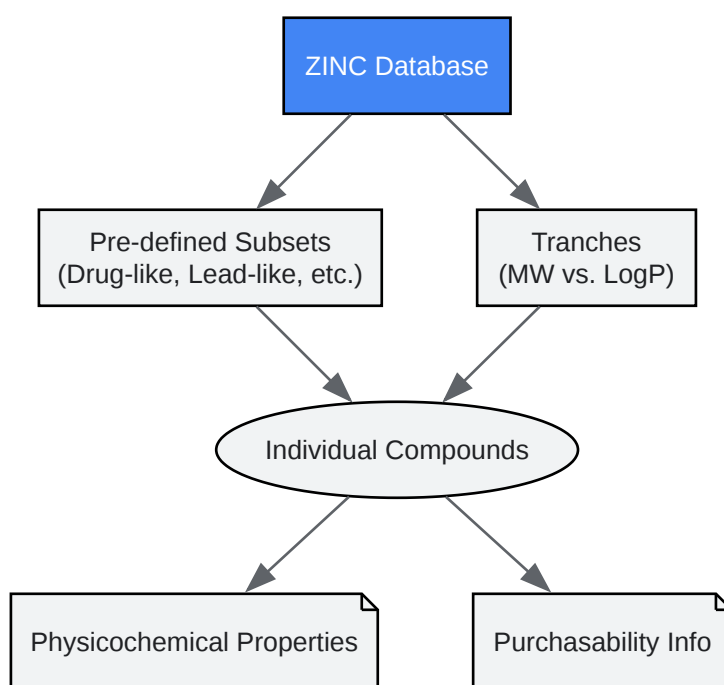 ZINC Database
Pre-defined Subsets
(Drug-like, Lead-like, etc.)
Tranches
(MW vs. LogP)
Individual Compounds
Physicochemical Properties
Purchasability Info